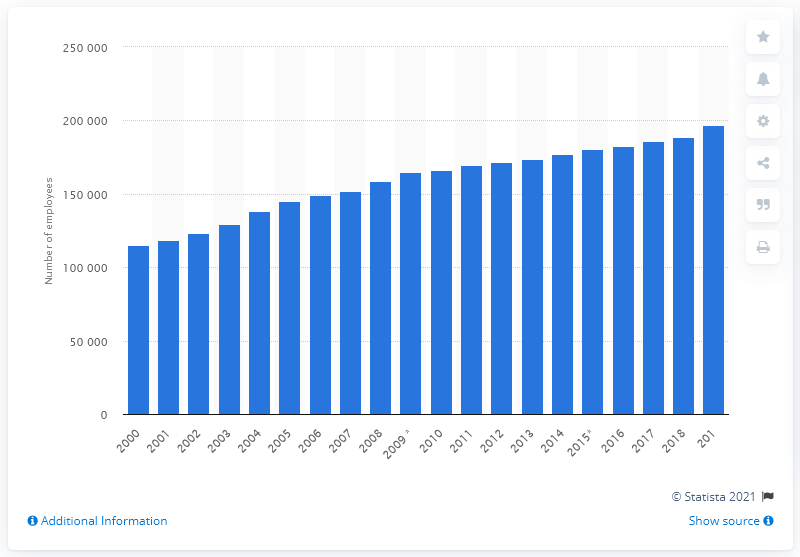 250 000
200 000
150 000
100 000
50 000
0
Number of employees
2000 2001 2002 2003 2004 2005 2006 2007 2008 2009* 2010 2011 2012 2013 2014 2015* 2016 2017 2018 201
© Statista 2021
Additional Information
Show source